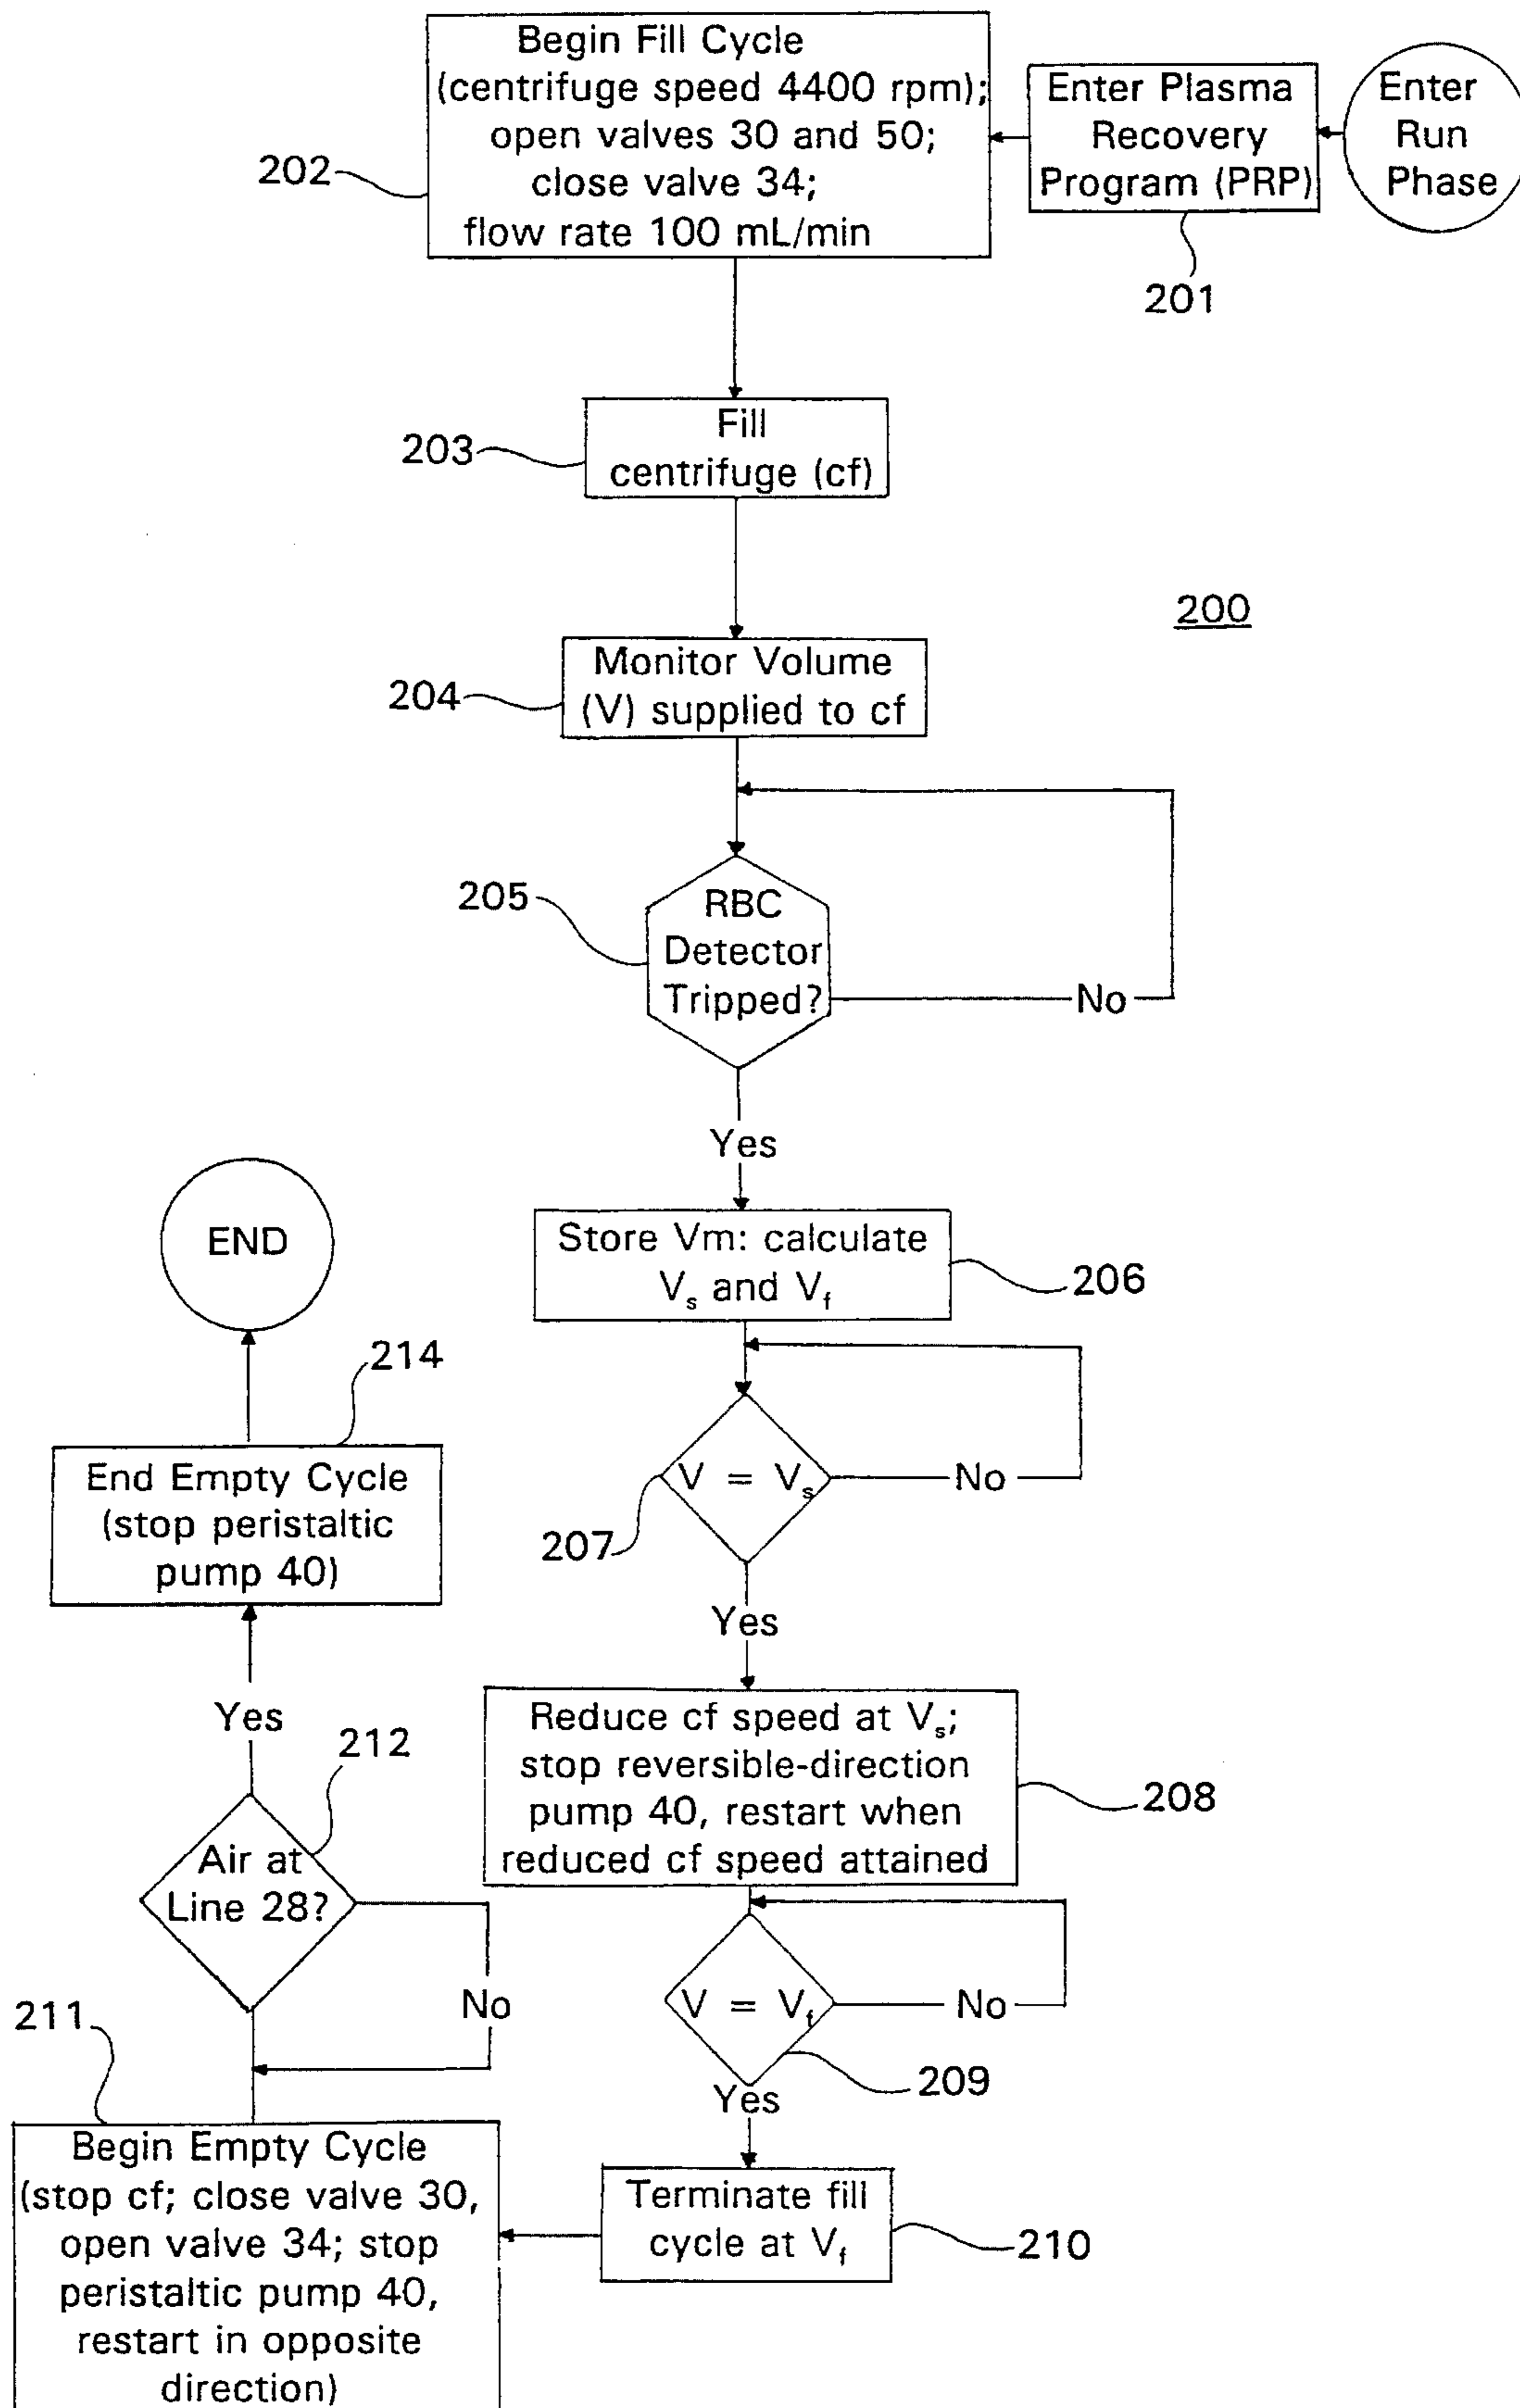 Enter
Run
Phase
Enter Plasma
Recovery
Program (PRP)
201
Begin Fill Cycle
(centrifuge speed 4400 rpm);
open valves 30 and 50;
close valve 34;
flow rate 100 mL/min
202
Fill
centrifuge (cf)
203
200
Monitor Volume
(V) supplied to cf
204
RBC
Detector
Tripped?
205
No
Yes
Store Vm: calculate
Vs and Vf
206
V = Vs
207
No
Yes
Reduce cf speed at Vs;
stop reversible-direction
pump 40, restart when
reduced cf speed attained
208
V = Vf
209
No
Yes
Terminate fill
cycle at Vf
210
Begin Empty Cycle
(stop cf; close valve 30,
open valve 34; stop
peristaltic pump 40,
restart in opposite
direction)
211
Air at
Line 28?
212
No
Yes
End Empty Cycle
(stop peristaltic
pump 40)
214
END